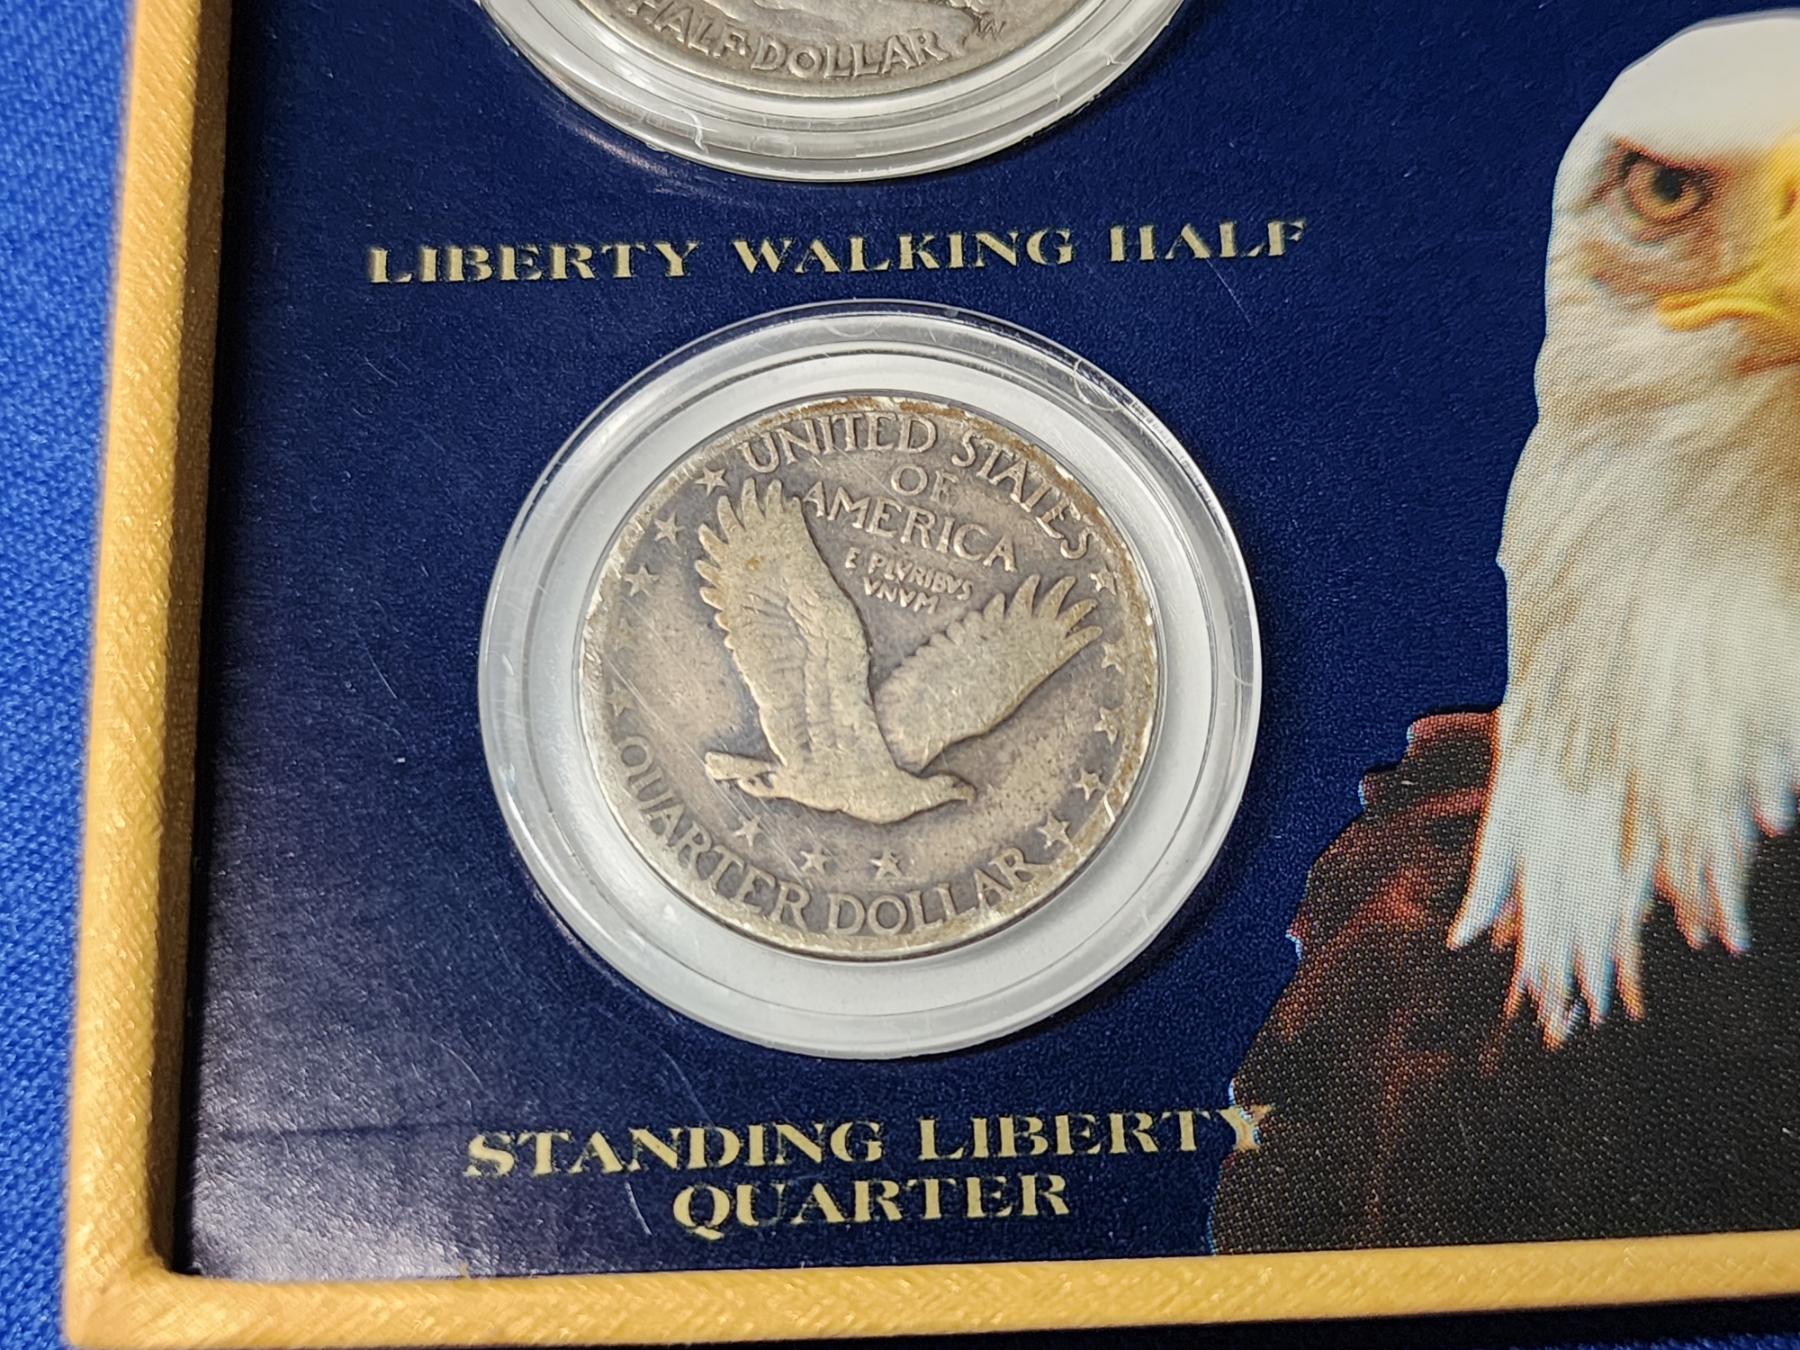 HALF DOLLAR
LIBERTY WALKING HALF
UNITED STATES
OF
AMERICA
E PLVRIBVS
VNVM
QUARTER DOLLAR
STANDING LIBERTY
QUARTER